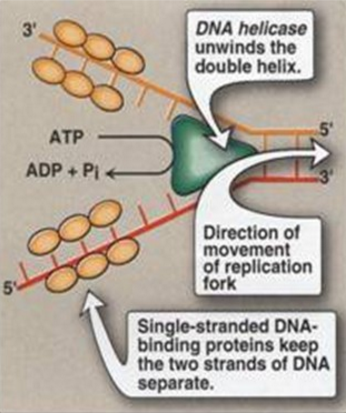 3'
DNA helicase
unwinds the
double helix.
5'
ATP
ADP + Pi
3'
Direction of
movement
of replication
fork
5'
Single-stranded DNA-
binding proteins keep
the two strands of DNA
separate.